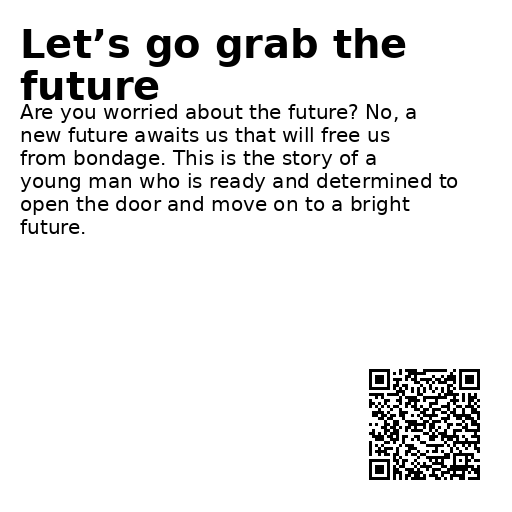 Let’s go grab the
future
Are you worried about the future? No, a
new future awaits us that will free us
from bondage. This is the story of a
young man who is ready and determined to
open the door and move on to a bright
future.